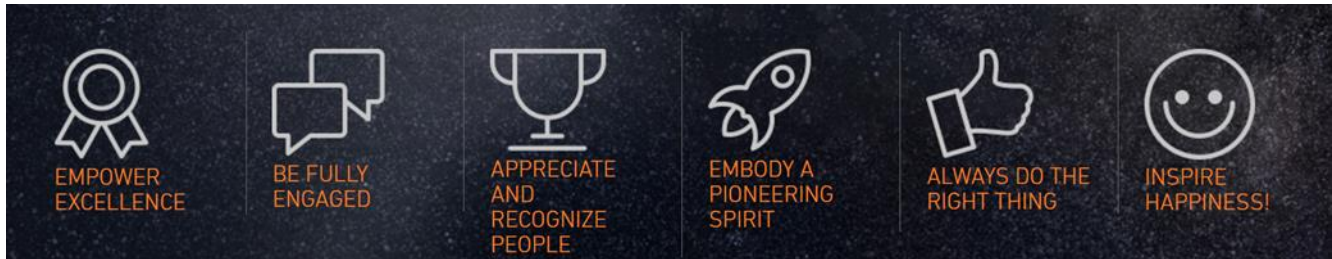 EMPOWER
EXCELLENCE
BE FULLY
ENGAGED
APPRECIATE
AND
RECOGNIZE
PEOPLE
EMBODY A
PIONEERING
SPIRIT
ALWAYS DO THE
RIGHT THING
INSPIRE
HAPPINESS!